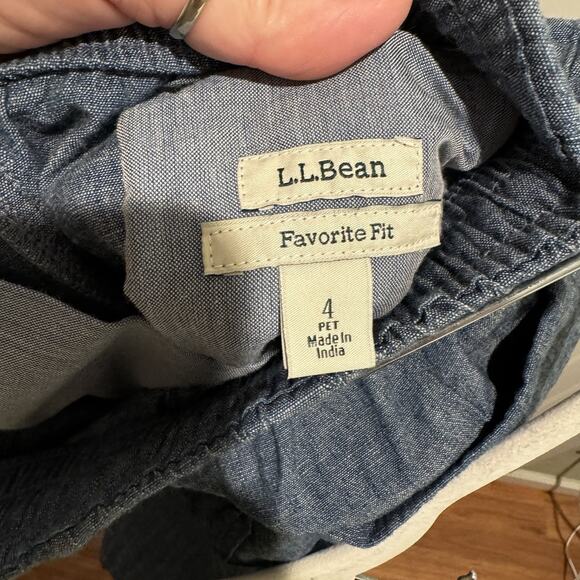 L.L.Bean
Favorite Fit
4
PET
Made In
India